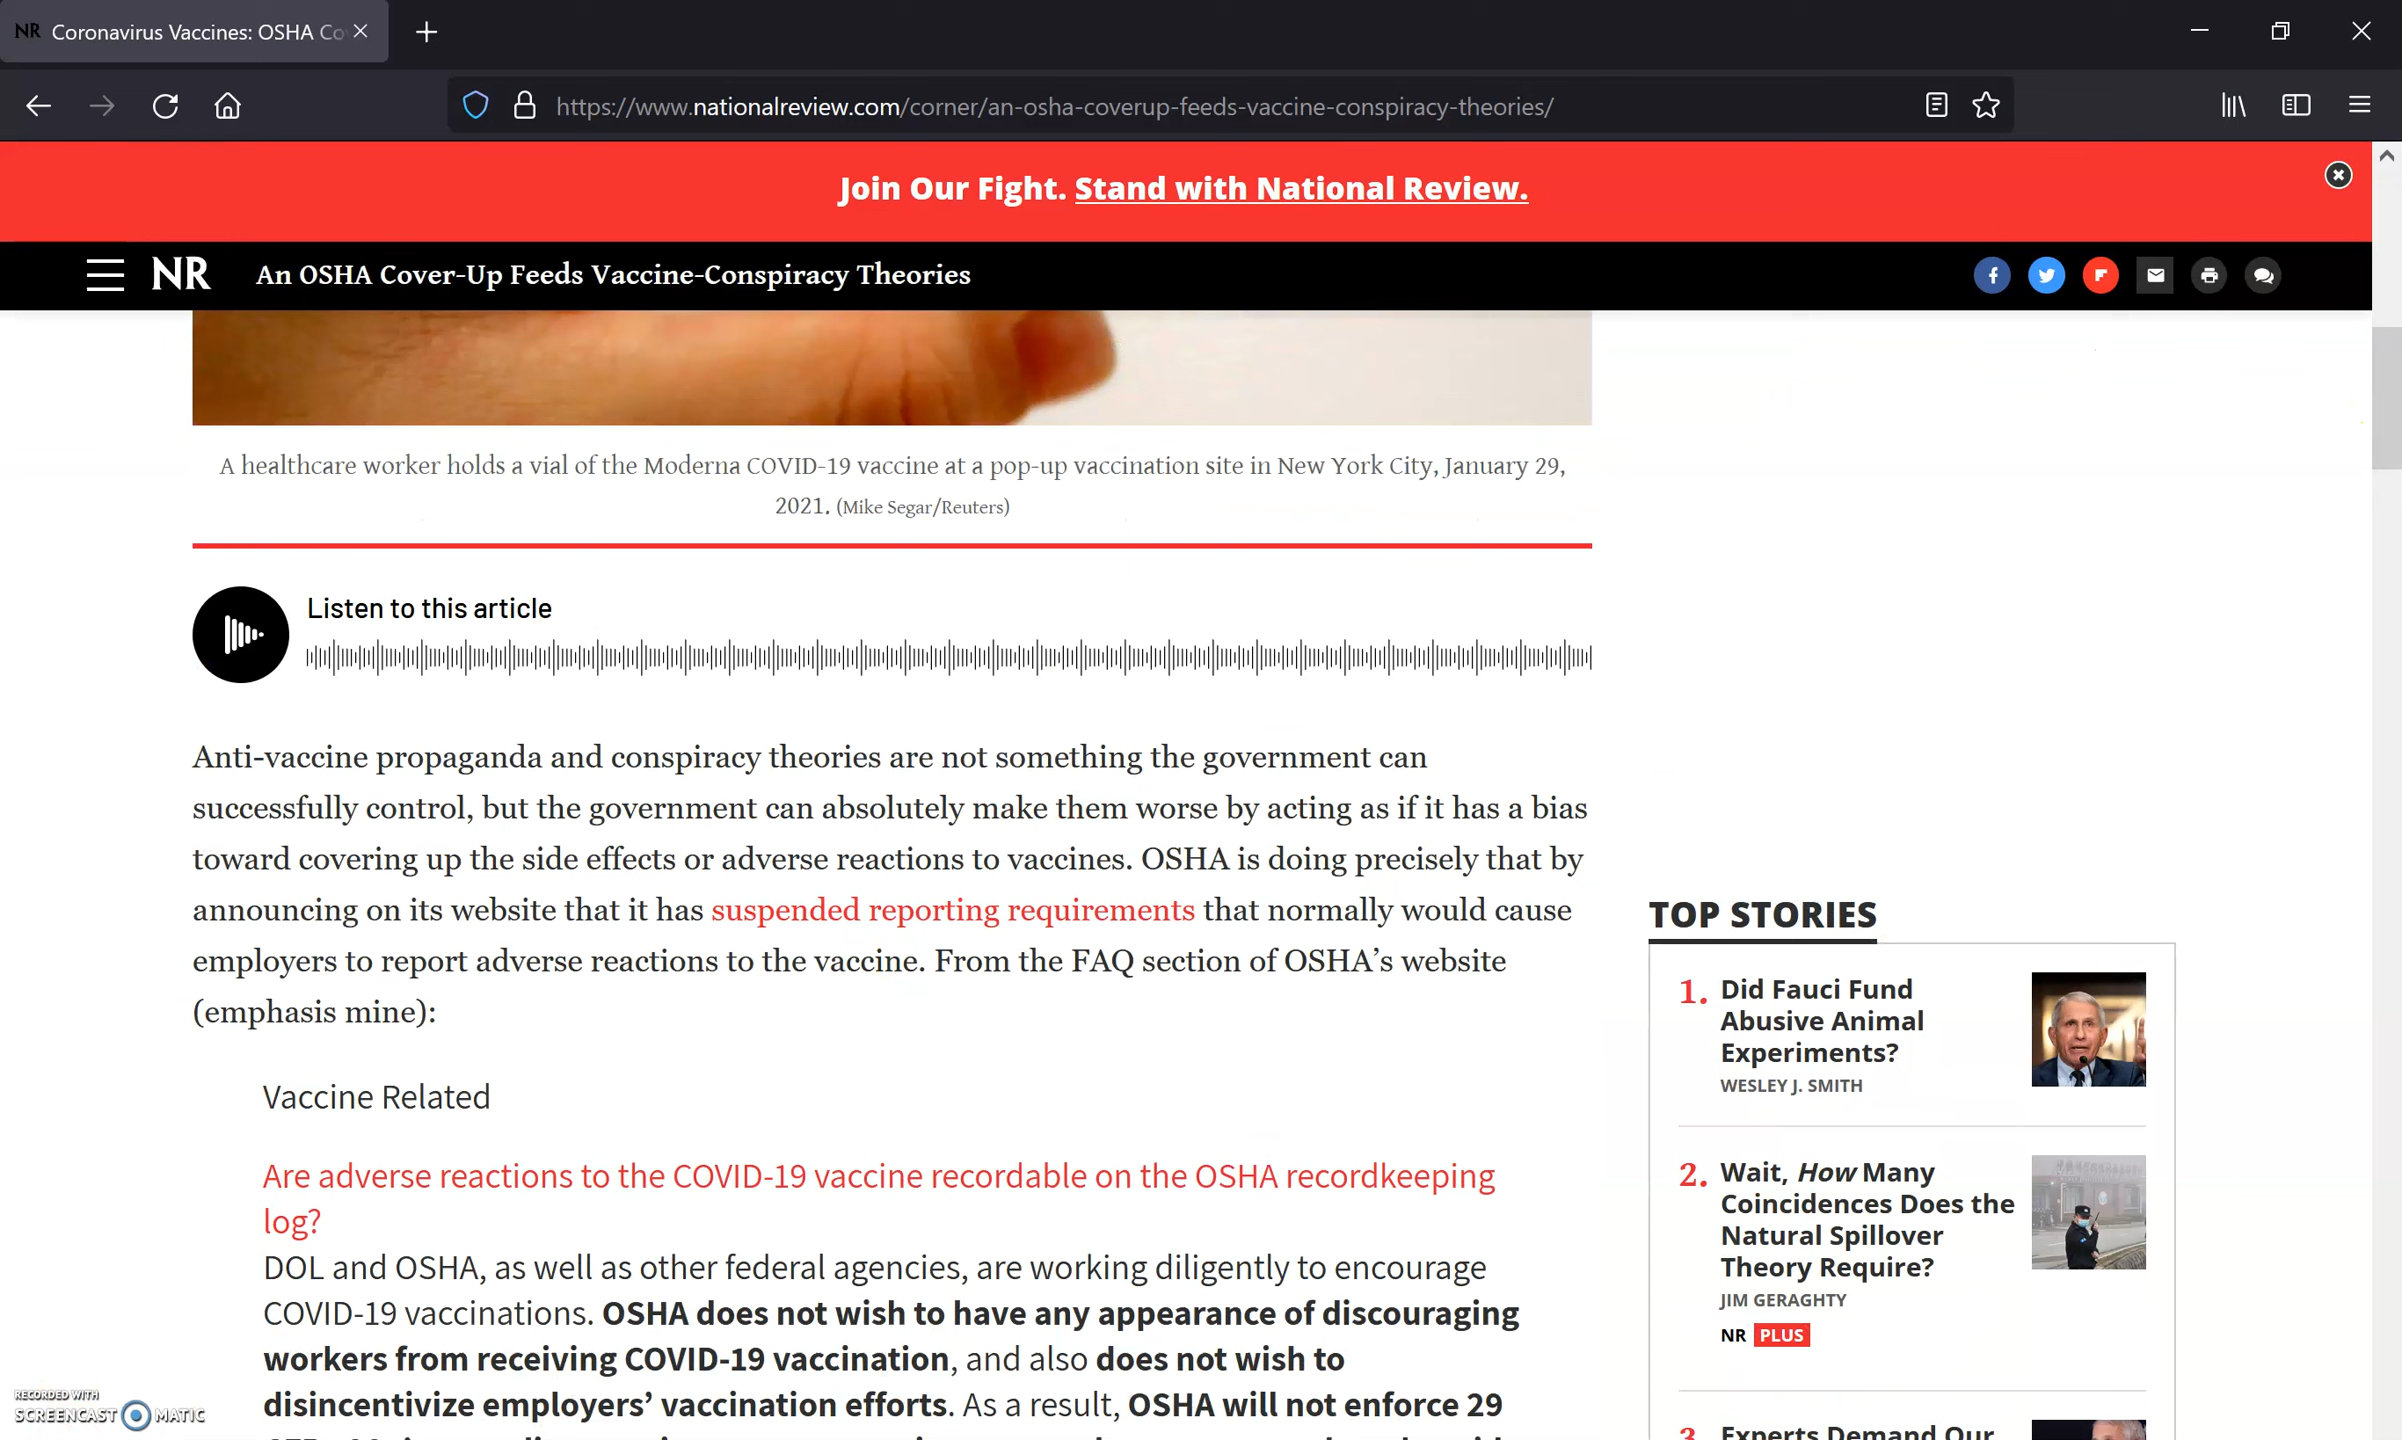 NR Coronavirus Vaccines: OSHA Co
https://www.nationalreview.com/corner/an-osha-coverup-feeds-vaccine-conspiracy-theories/
Join Our Fight. Stand with National Review.
NR An OSHA Cover-Up Feeds Vaccine-Conspiracy Theories
A healthcare worker holds a vial of the Moderna COVID-19 vaccine at a pop-up vaccination site in New York City, January 29,
2021. (Mike Segar/Reuters)
Listen to this article
Anti-vaccine propaganda and conspiracy theories are not something the government can
successfully control, but the government can absolutely make them worse by acting as if it has a bias
toward covering up the side effects or adverse reactions to vaccines. OSHA is doing precisely that by
announcing on its website that it has suspended reporting requirements that normally would cause
employers to report adverse reactions to the vaccine. From the FAQ section of OSHA’s website
(emphasis mine):
Vaccine Related
Are adverse reactions to the COVID-19 vaccine recordable on the OSHA recordkeeping
log?
DOL and OSHA, as well as other federal agencies, are working diligently to encourage
COVID-19 vaccinations. OSHA does not wish to have any appearance of discouraging
workers from receiving COVID-19 vaccination, and also does not wish to
disincentivize employers’ vaccination efforts. As a result, OSHA will not enforce 29
TOP STORIES
1. Did Fauci Fund
Abusive Animal
Experiments?
WESLEY J. SMITH
2. Wait, How Many
Coincidences Does the
Natural Spillover
Theory Require?
JIM GERAGHTY
NR PLUS
3. Experts Demand Our
RECORDED WITH
SCREENCAST MATIC